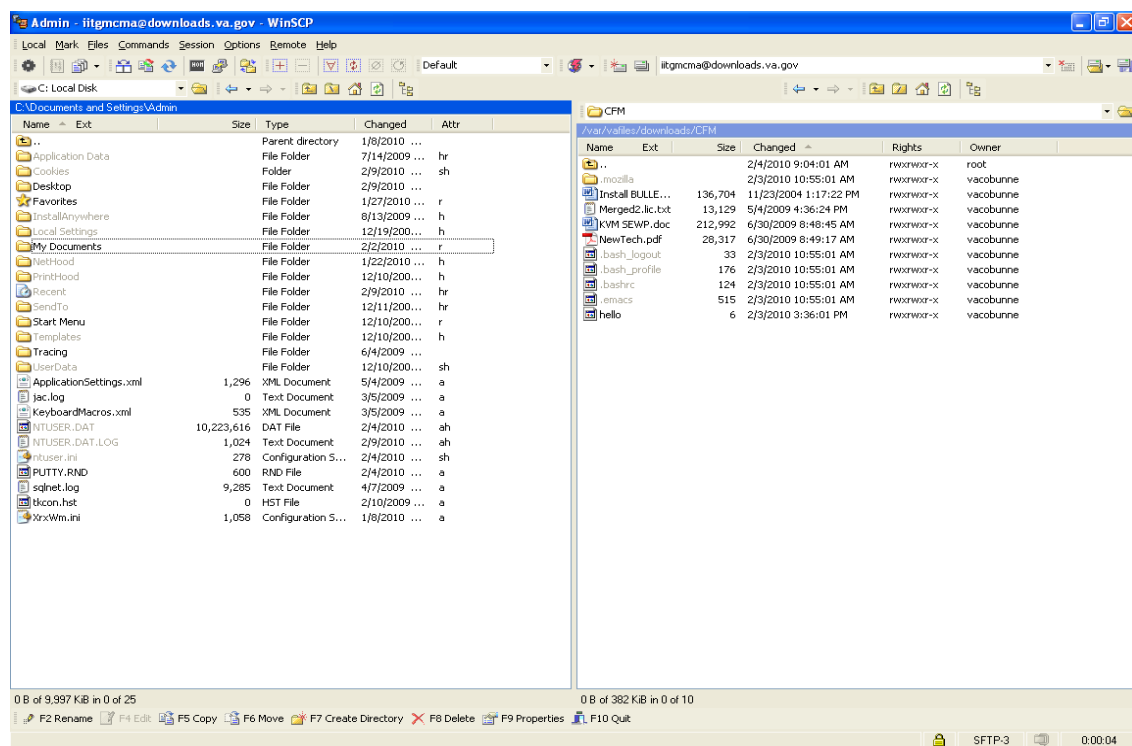 Admin - iitgmcma@downloads.va.gov - WinSCP
Local Mark Files Commands Session Options Remote Help
Default iitgmcma@downloads.va.gov
C: Local Disk
C:\Documents and Settings\Admin
Name Ext Size Type Changed Attr
.. Parent directory 1/8/2010 ...
Application Data File Folder 7/14/2009 ... hr
Cookies Folder 2/9/2010 ... sh
Desktop File Folder 2/9/2010 ...
Favorites File Folder 1/27/2010 ... r
InstallAnywhere File Folder 8/13/2009 ... h
Local Settings File Folder 12/19/200... h
My Documents File Folder 2/2/2010 ... r
NetHood File Folder 1/22/2010 ... h
PrintHood File Folder 12/10/200... h
Recent File Folder 2/9/2010 ... hr
SendTo File Folder 12/11/200... hr
Start Menu File Folder 12/10/200... r
Templates File Folder 12/10/200... h
Tracing File Folder 6/4/2009 ...
UserData File Folder 12/10/200... sh
ApplicationSettings.xml 1,296 XML Document 5/4/2009 ... a
jac.log 0 Text Document 3/5/2009 ... a
KeyboardMacros.xml 535 XML Document 3/5/2009 ... a
NTUSER.DAT 10,223,616 DAT File 2/4/2010 ... ah
NTUSER.DAT.LOG 1,024 Text Document 2/9/2010 ... ah
ntuser.ini 278 Configuration S... 2/4/2010 ... sh
PUTTY.RND 600 RND File 2/4/2010 ... a
sqlnet.log 9,285 Text Document 4/7/2009 ... a
tkcon.hst 0 HST File 2/10/2009 ... a
XrxWm.ini 1,058 Configuration S... 1/8/2010 ... a
0 B of 9,997 KiB in 0 of 25
CFM
/var/vafiles/downloads/CFM
Name Ext Size Changed Rights Owner
.. 2/4/2010 9:04:01 AM rwxrwxr-x root
.mozilla 2/3/2010 10:55:01 AM rwxrwxr-x vacobunne
Install BULLE... 136,704 11/23/2004 1:17:22 PM rwxrwxr-x vacobunne
Merged2.lic.txt 13,129 5/4/2009 4:36:24 PM rwxrwxr-x vacobunne
KVM SEWP.doc 212,992 6/30/2009 8:48:45 AM rwxrwxr-x vacobunne
NewTech.pdf 28,317 6/30/2009 8:49:17 AM rwxrwxr-x vacobunne
.bash_logout 33 2/3/2010 10:55:01 AM rwxrwxr-x vacobunne
.bash_profile 176 2/3/2010 10:55:01 AM rwxrwxr-x vacobunne
.bashrc 124 2/3/2010 10:55:01 AM rwxrwxr-x vacobunne
.emacs 515 2/3/2010 10:55:01 AM rwxrwxr-x vacobunne
hello 6 2/3/2010 3:36:01 PM rwxrwxr-x vacobunne
0 B of 382 KiB in 0 of 10
F2 Rename F4 Edit F5 Copy F6 Move F7 Create Directory F8 Delete F9 Properties F10 Quit
SFTP-3 0:00:04